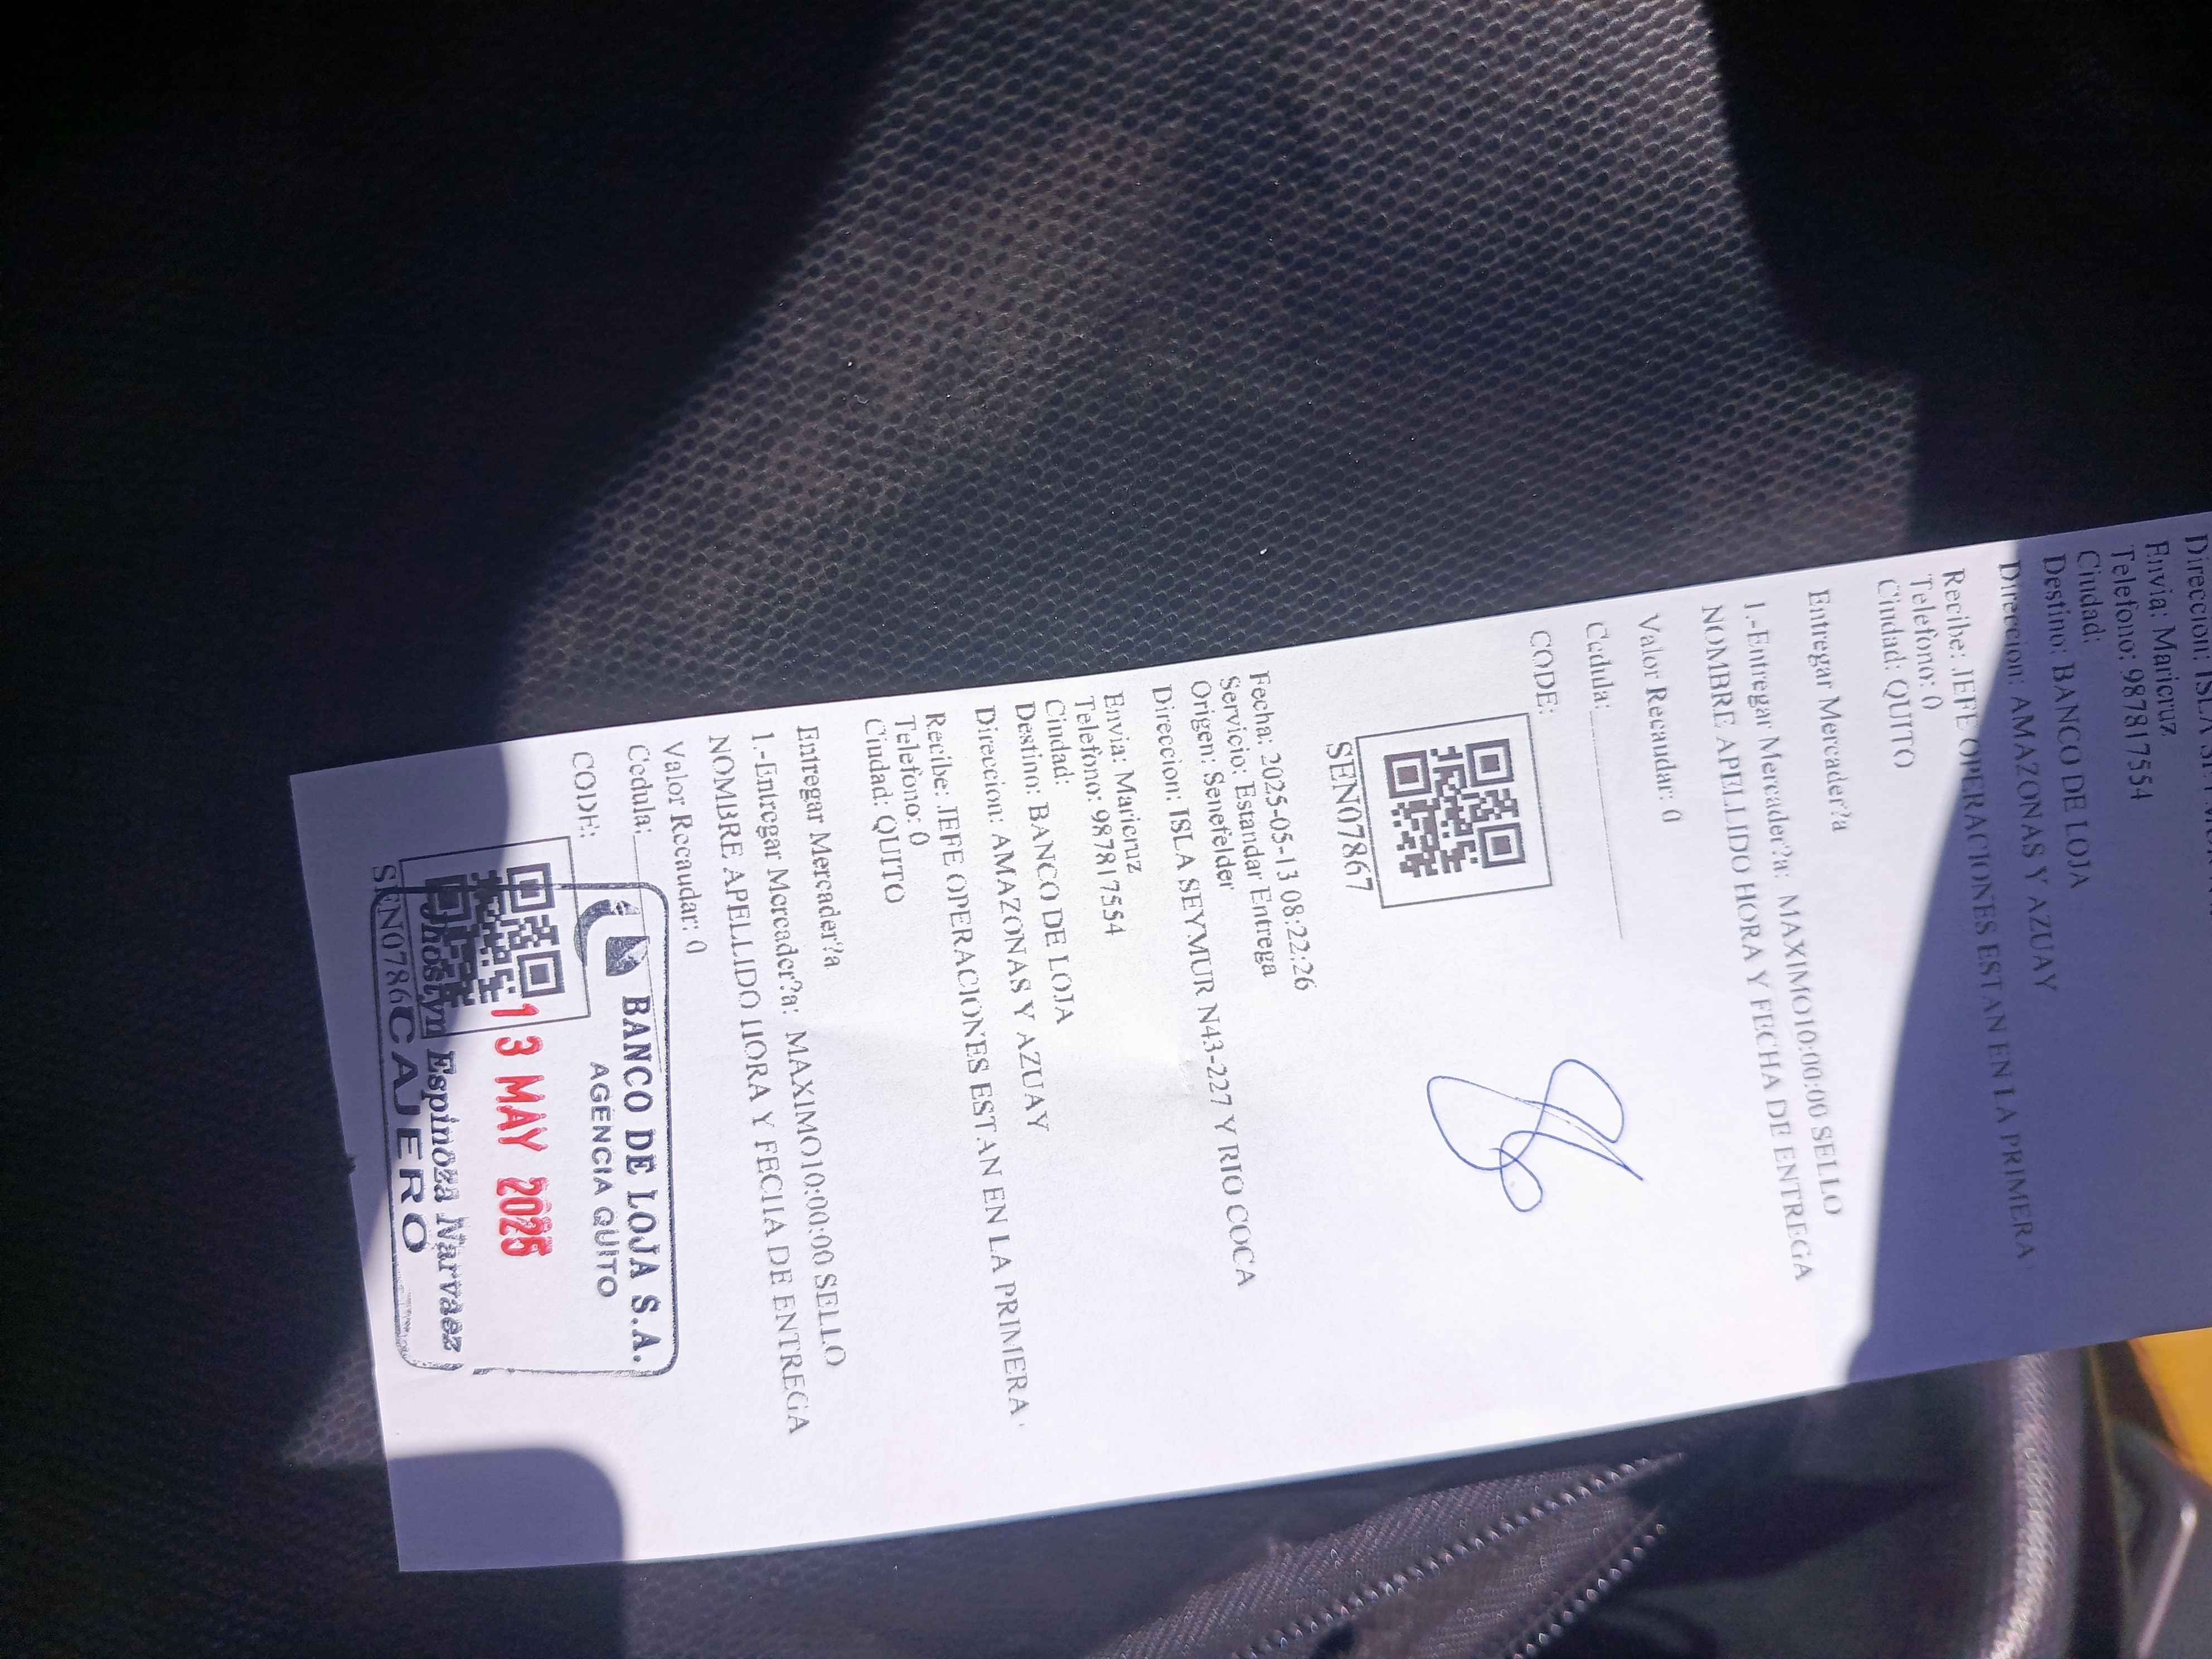 Envia: Maricruz
Telefono: 987817554
Ciudad:
Destino: BANCO DE LOJA
Direccion: AMAZONAS Y AZUAY
Recibe: JEFE OPERACIONES ESTAN EN LA PRIMERA
Telefono: 0
Ciudad: QUITO
Entregar Mercader?a
1.-Entregar Mercader?a: MAXIMO10:00:00 SELLO
NOMBRE APELLIDO HORA Y FECHA DE ENTREGA
Valor Recaudar: 0
Cedula:
CODE:
SEN07867
Fecha: 2025-05-13 08:22:26
Servicio: Estandar Entrega
Origen: Senefelder
Direccion: ISLA SEYMUR N43-227 Y RIO COCA
Envia: Maricruz
Telefono: 987817554
Ciudad:
Destino: BANCO DE LOJA
Direccion: AMAZONAS Y AZUAY
Recibe: JEFE OPERACIONES ESTAN EN LA PRIMERA
Telefono: 0
Ciudad: QUITO
Entregar Mercader?a
1.-Entregar Mercader?a: MAXIMO10:00:00 SELLO
NOMBRE APELLIDO HORA Y FECHA DE ENTREGA
Valor Recaudar: 0
Cedula:
BANCO DE LOJA S.A.
AGENCIA QUITO
CODE:
13 MAY 2025
Jhostyn Espinoza Narvaez
SEN0786
CAJERO